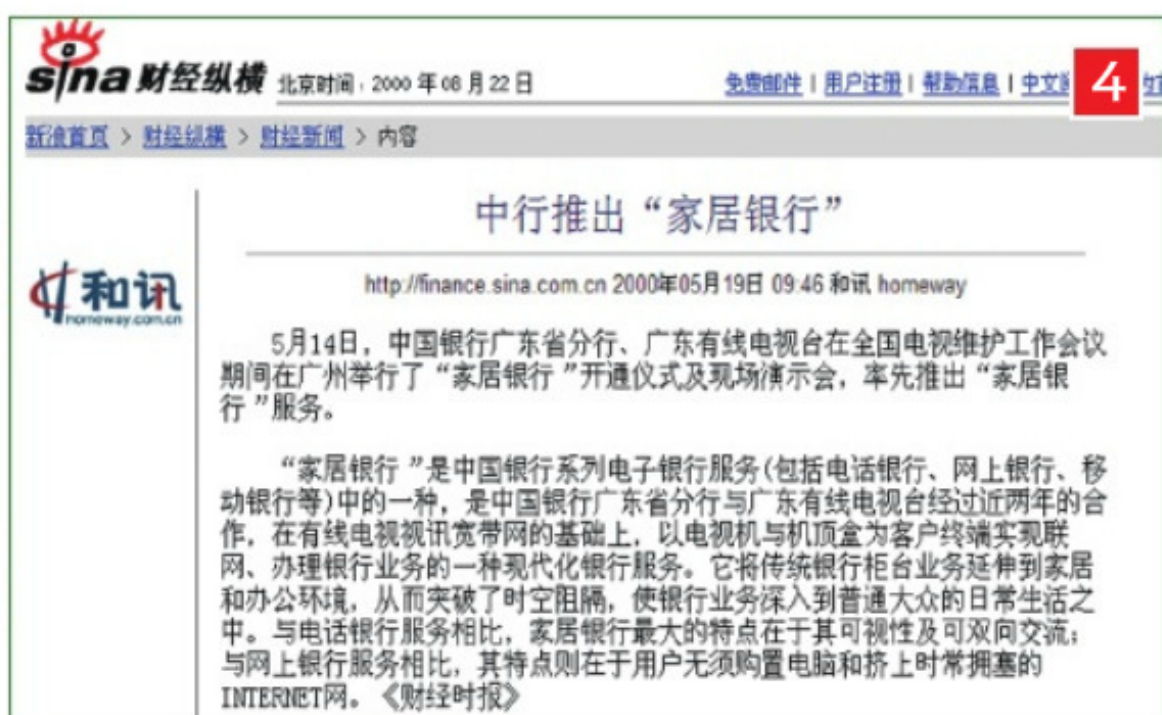 sina 财经纵横 北京时间：2000年08月22日 免费邮件 | 用户注册 | 帮助信息 | 中文
4
新浪首页 > 财经纵横 > 财经新闻 > 内容
中行推出“家居银行”
http://finance.sina.com.cn 2000年05月19日 09:46 和讯 homeway
和讯
homeway.com.cn
5月14日，中国银行广东省分行、广东有线电视台在全国电视维护工作会议
期间在广州举行了“家居银行”开通仪式及现场演示会，率先推出“家居银
行”服务。
“家居银行”是中国银行系列电子银行服务(包括电话银行、网上银行、移
动银行等)中的一种，是中国银行广东省分行与广东有线电视台经过近两年的合
作，在有线电视视讯宽带网的基础上，以电视机与机顶盒为客户终端实现联
网、办理银行业务的一种现代化银行服务。它将传统银行柜台业务延伸到家居
和办公环境，从而突破了时空阻隔，使银行业务深入到普通大众的日常生活之
中。与电话银行服务相比，家居银行最大的特点在于其可视性及可双向交流；
与网上银行服务相比，其特点则在于用户无须购置电脑和挤上时常拥塞的
INTERNET网。《财经时报》